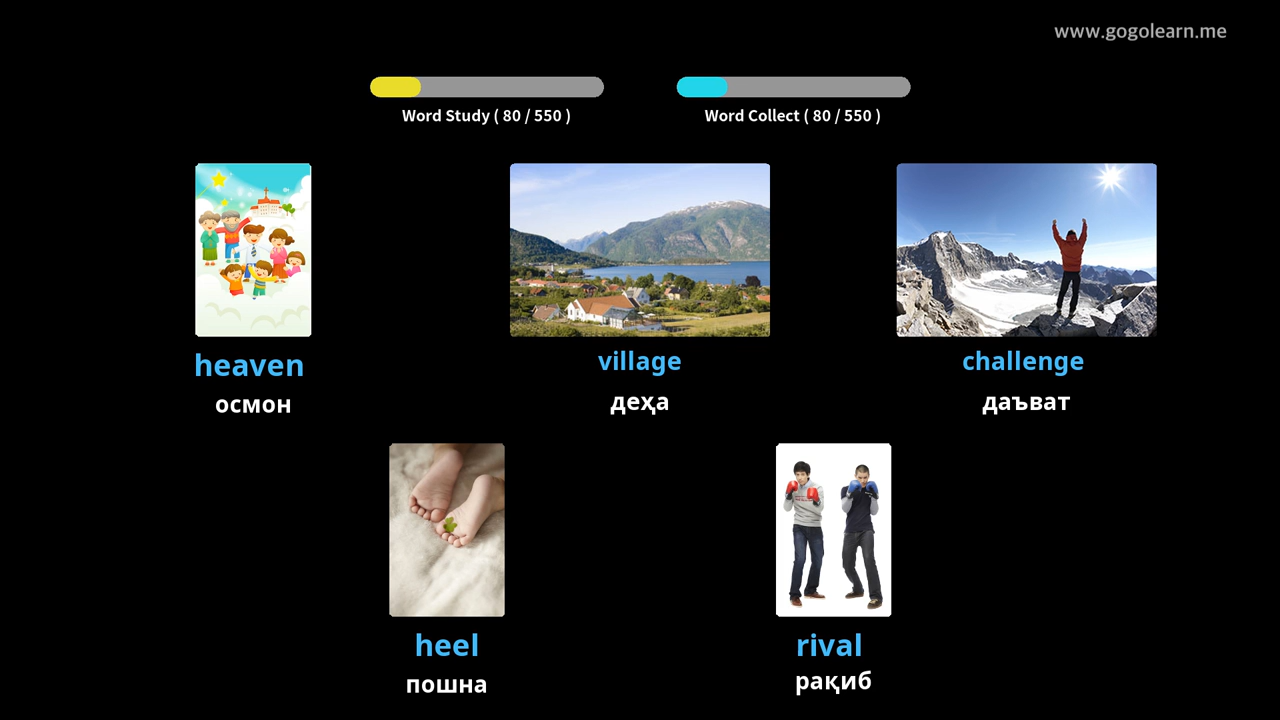 www.gogolearn.me
Word Study ( 80 / 550 )
Word Collect ( 80 / 550 )
heaven
осмон
village
деҳа
challenge
даъват
heel
пошна
rival
рақиб